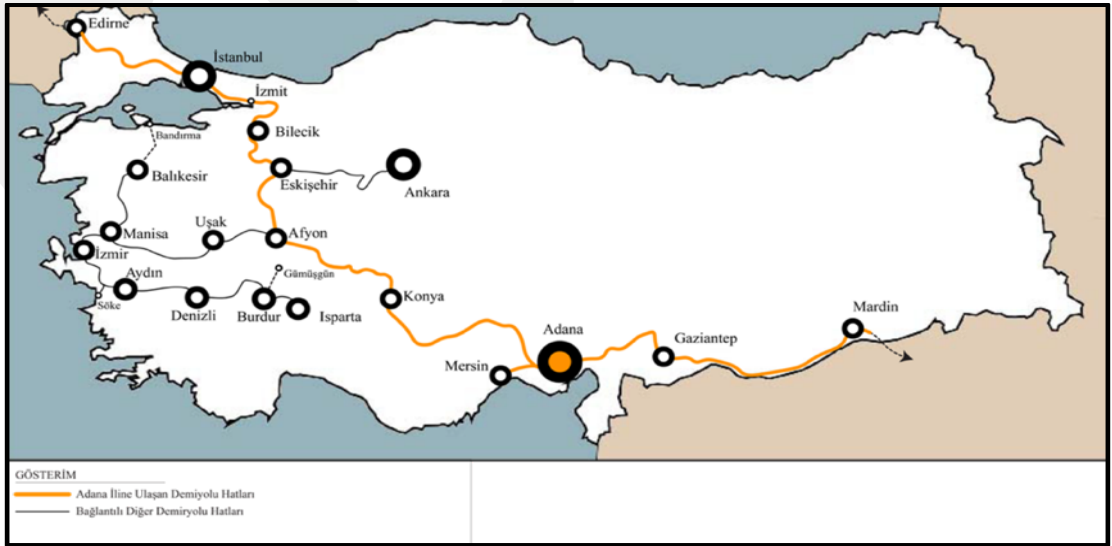 Edirne
İstanbul
İzmit
Bandırma
Bilecik
Balıkesir
Eskişehir
Ankara
Uşak
Manisa
Afyon
İzmir
Aydın
Gümüşgün
Söke
Denizli
Burdur
Isparta
Konya
Mardin
Adana
Gaziantep
Mersin
GÖSTERİM
Adana İline Ulaşan Demiyolu Hatları
Bağlantılı Diğer Demiryolu Hatları